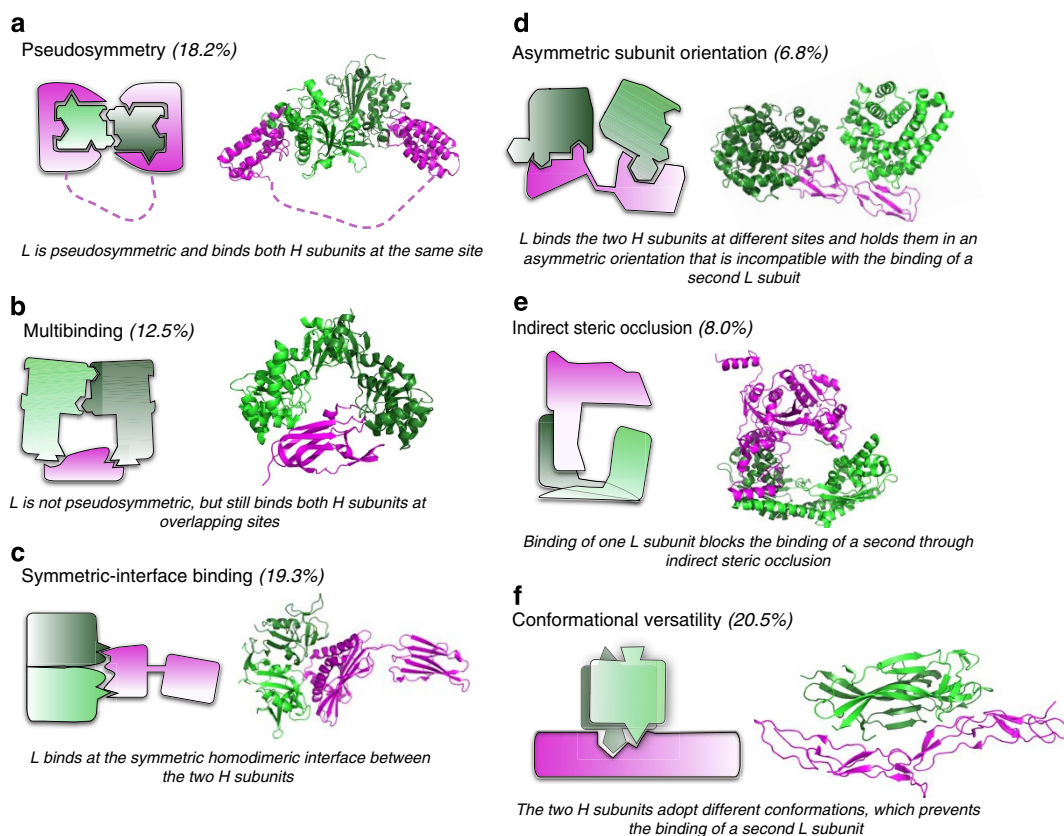 a
Pseudosymmetry (18.2%)
L is pseudosymmetric and binds both H subunits at the same site
b
Multibinding (12.5%)
L is not pseudosymmetric, but still binds both H subunits at
overlapping sites
c
Symmetric-interface binding (19.3%)
L binds at the symmetric homodimeric interface between
the two H subunits
d
Asymmetric subunit orientation (6.8%)
L binds the two H subunits at different sites and holds them in an
asymmetric orientation that is incompatible with the binding of a
second L subuit
e
Indirect steric occlusion (8.0%)
Binding of one L subunit blocks the binding of a second through
indirect steric occlusion
f
Conformational versatility (20.5%)
The two H subunits adopt different conformations, which prevents
the binding of a second L subunit